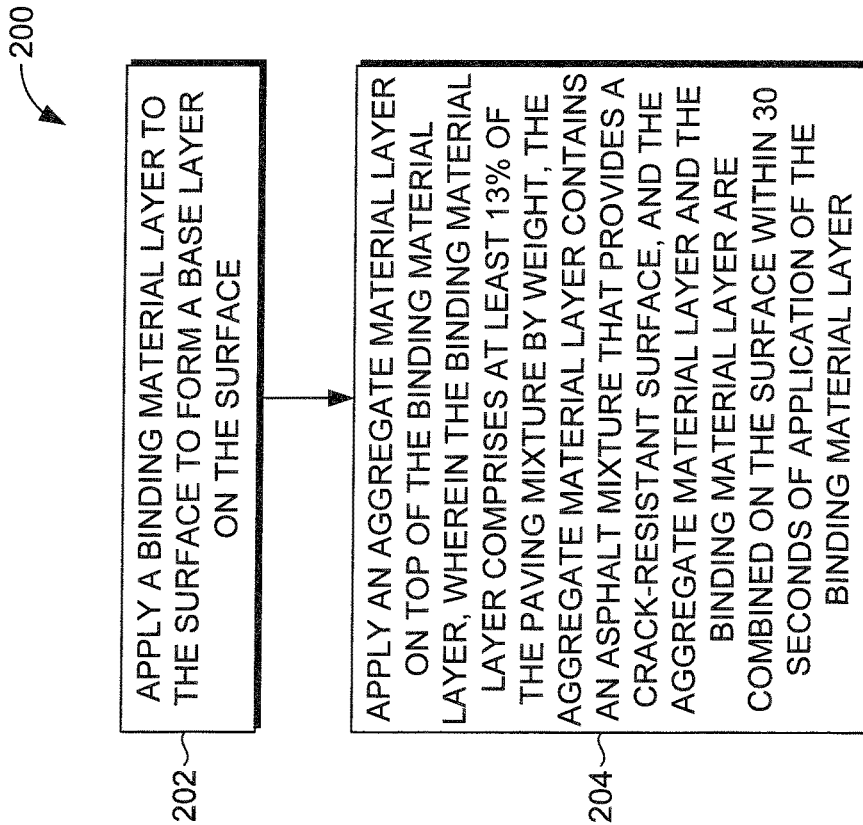 200
APPLY A BINDING MATERIAL LAYER TO
THE SURFACE TO FORM A BASE LAYER
ON THE SURFACE
202
APPLY AN AGGREGATE MATERIAL LAYER
ON TOP OF THE BINDING MATERIAL
LAYER, WHEREIN THE BINDING MATERIAL
LAYER COMPRISES AT LEAST 13% OF
THE PAVING MIXTURE BY WEIGHT, THE
AGGREGATE MATERIAL LAYER CONTAINS
AN ASPHALT MIXTURE THAT PROVIDES A
CRACK-RESISTANT SURFACE, AND THE
AGGREGATE MATERIAL LAYER AND THE
BINDING MATERIAL LAYER ARE
COMBINED ON THE SURFACE WITHIN 30
SECONDS OF APPLICATION OF THE
BINDING MATERIAL LAYER
204